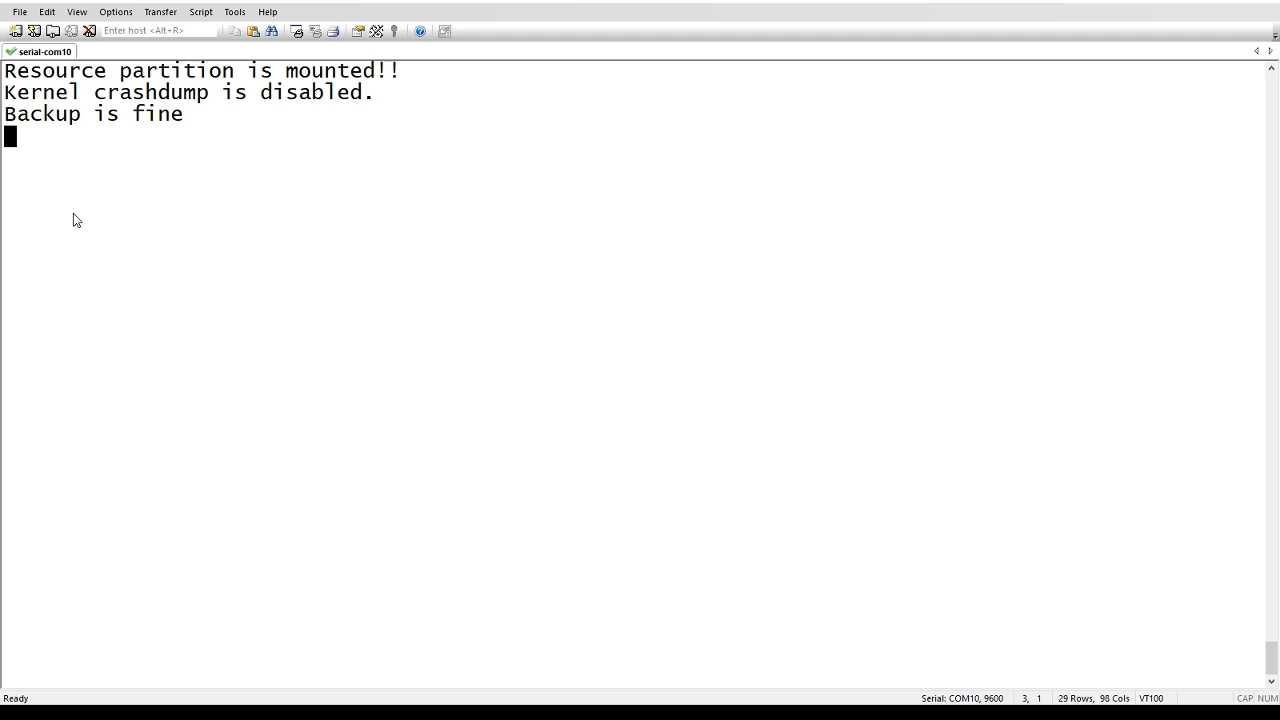 File Edit View Options Transfer Script Tools Help
Enter host <Alt+R>
serial-com10
Resource partition is mounted!!
Kernel crashdump is disabled.
Backup is fine
Ready Serial: COM10, 9600 3, 1 29 Rows, 98 Cols VT100 CAP NUM